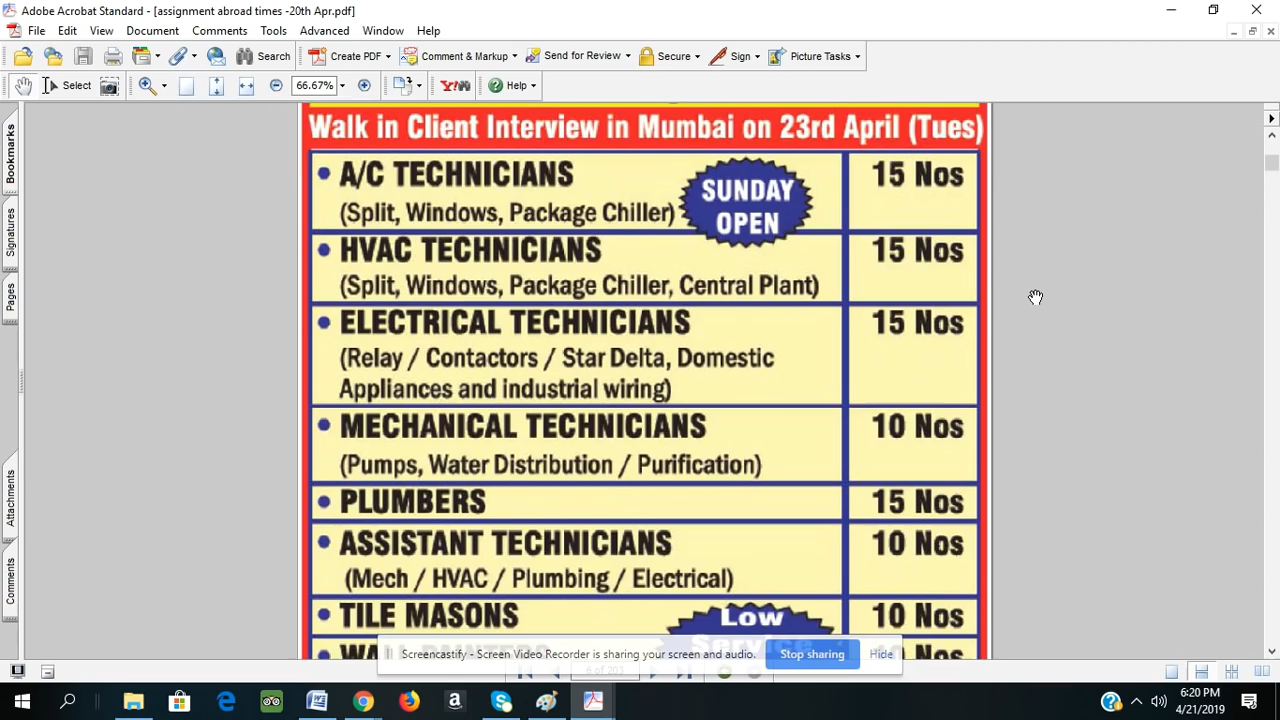 Adobe Acrobat Standard - [assignment abroad times -20th Apr.pdf]
File Edit View Document Comments Tools Advanced Window Help
Search Create PDF Comment & Markup Send for Review Secure Sign Picture Tasks
Select 66.67% Y! Help
Bookmarks
Signatures
Pages
Attachments
Comments
Walk in Client Interview in Mumbai on 23rd April (Tues)
• A/C TECHNICIANS 15 Nos
(Split, Windows, Package Chiller)
SUNDAY
OPEN
• HVAC TECHNICIANS 15 Nos
(Split, Windows, Package Chiller, Central Plant)
• ELECTRICAL TECHNICIANS 15 Nos
(Relay / Contactors / Star Delta, Domestic
Appliances and industrial wiring)
• MECHANICAL TECHNICIANS 10 Nos
(Pumps, Water Distribution / Purification)
• PLUMBERS 15 Nos
• ASSISTANT TECHNICIANS 10 Nos
(Mech / HVAC / Plumbing / Electrical)
• TILE MASONS 10 Nos
Low
Screencastify - Screen Video Recorder is sharing your screen and audio. Stop sharing Hide
6 of 203
6:20 PM
4/21/2019